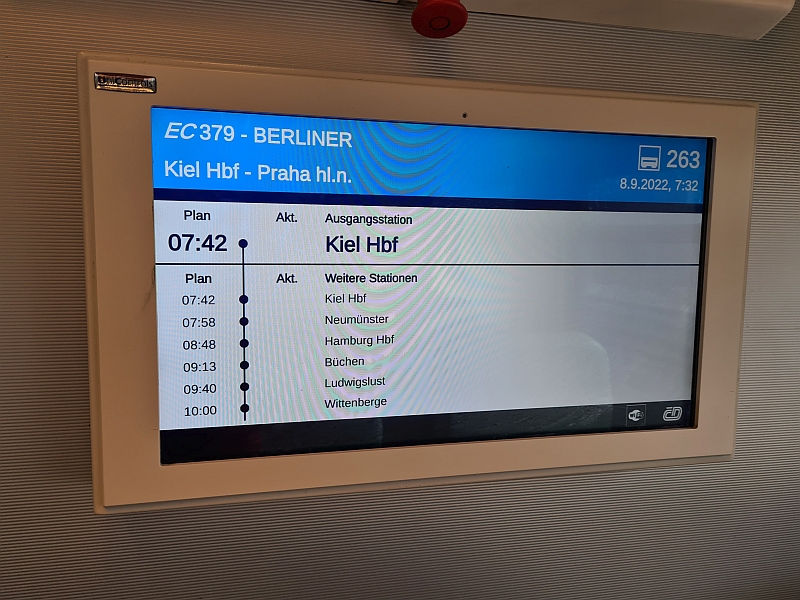 EC 379 - BERLINER
263
Kiel Hbf - Praha hl.n.
8.9.2022, 7:32
Plan Akt. Ausgangsstation
07:42 Kiel Hbf
Plan Akt. Weitere Stationen
07:42 Kiel Hbf
07:58 Neumünster
08:48 Hamburg Hbf
09:13 Büchen
09:40 Ludwigslust
10:00 Wittenberge
WiFi
ČD